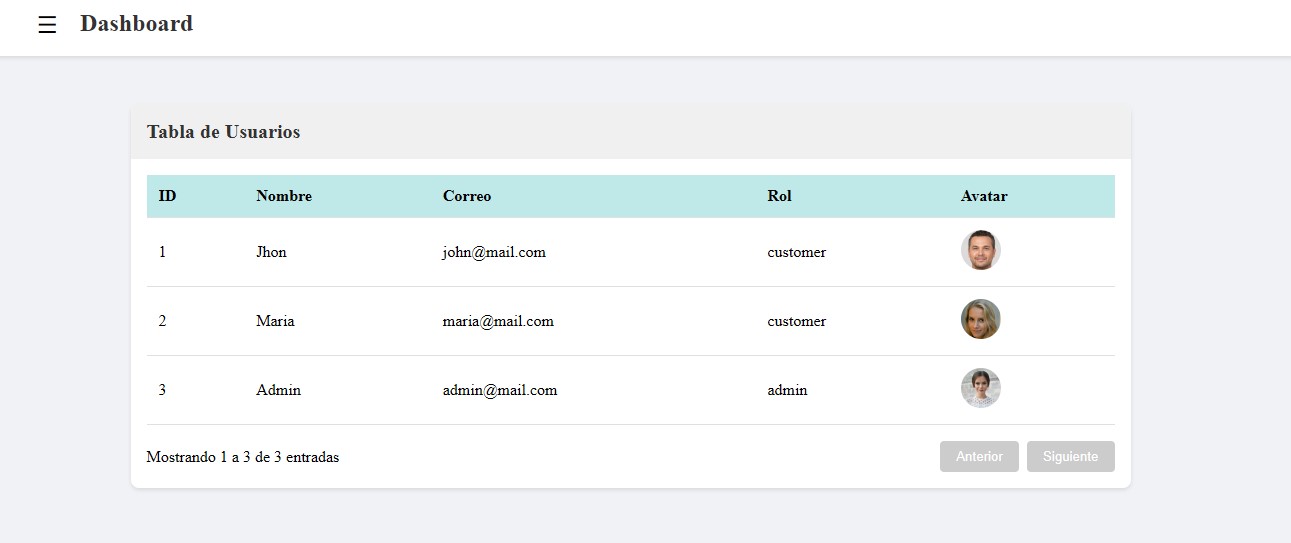 ☰ Dashboard
Tabla de Usuarios
ID Nombre Correo Rol Avatar
1 Jhon john@mail.com customer
2 Maria maria@mail.com customer
3 Admin admin@mail.com admin
Mostrando 1 a 3 de 3 entradas Anterior Siguiente